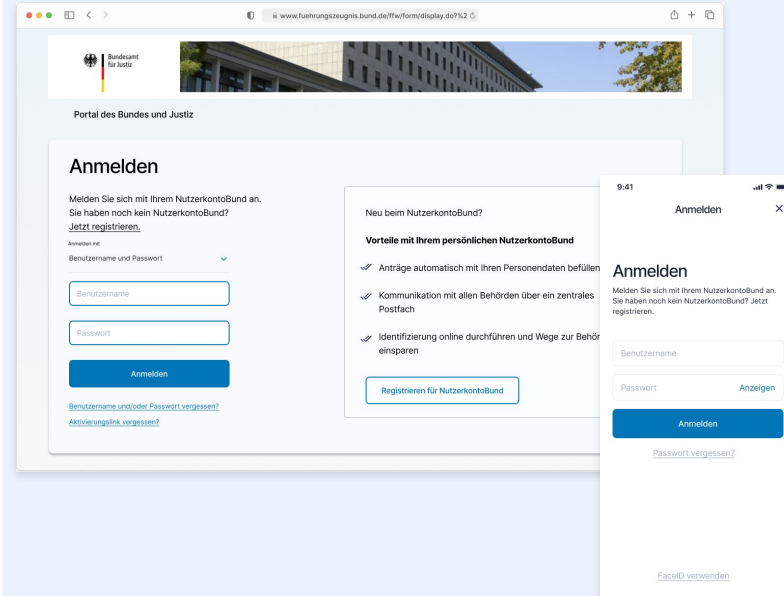 www.fuehrungszeugnis.bund.de/ffw/form/display.do?%2
Bundesamt
für Justiz
Portal des Bundes und Justiz
Anmelden
Melden Sie sich mit Ihrem NutzerkontoBund an.
Sie haben noch kein NutzerkontoBund?
Jetzt registrieren.
Anmelden mit
Benutzername und Passwort
Benutzername
Passwort
Anmelden
Benutzername und/oder Passwort vergessen?
Aktivierungslink vergessen?
Neu beim NutzerkontoBund?
Vorteile mit Ihrem persönlichen NutzerkontoBund
Anträge automatisch mit Ihren Personendaten befüllen
Kommunikation mit allen Behörden über ein zentrales
Postfach
Identifizierung online durchführen und Wege zur Behör
einsparen
Registrieren für NutzerkontoBund
9:41
Anmelden
Anmelden
Melden Sie sich mit Ihrem NutzerkontoBund an.
Sie haben noch kein NutzerkontoBund? Jetzt
registrieren.
Benutzername
Passwort Anzeigen
Anmelden
Passwort vergessen?
FaceID verwenden